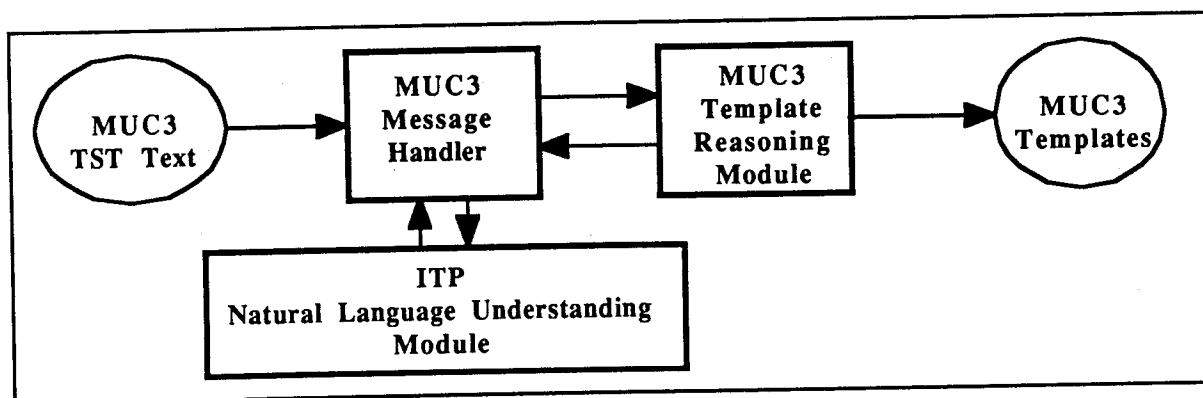 MUC3
TST Text
MUC3
Message
Handler
MUC3
Template
Reasoning
Module
MUC3
Templates
ITP
Natural Language Understanding
Module